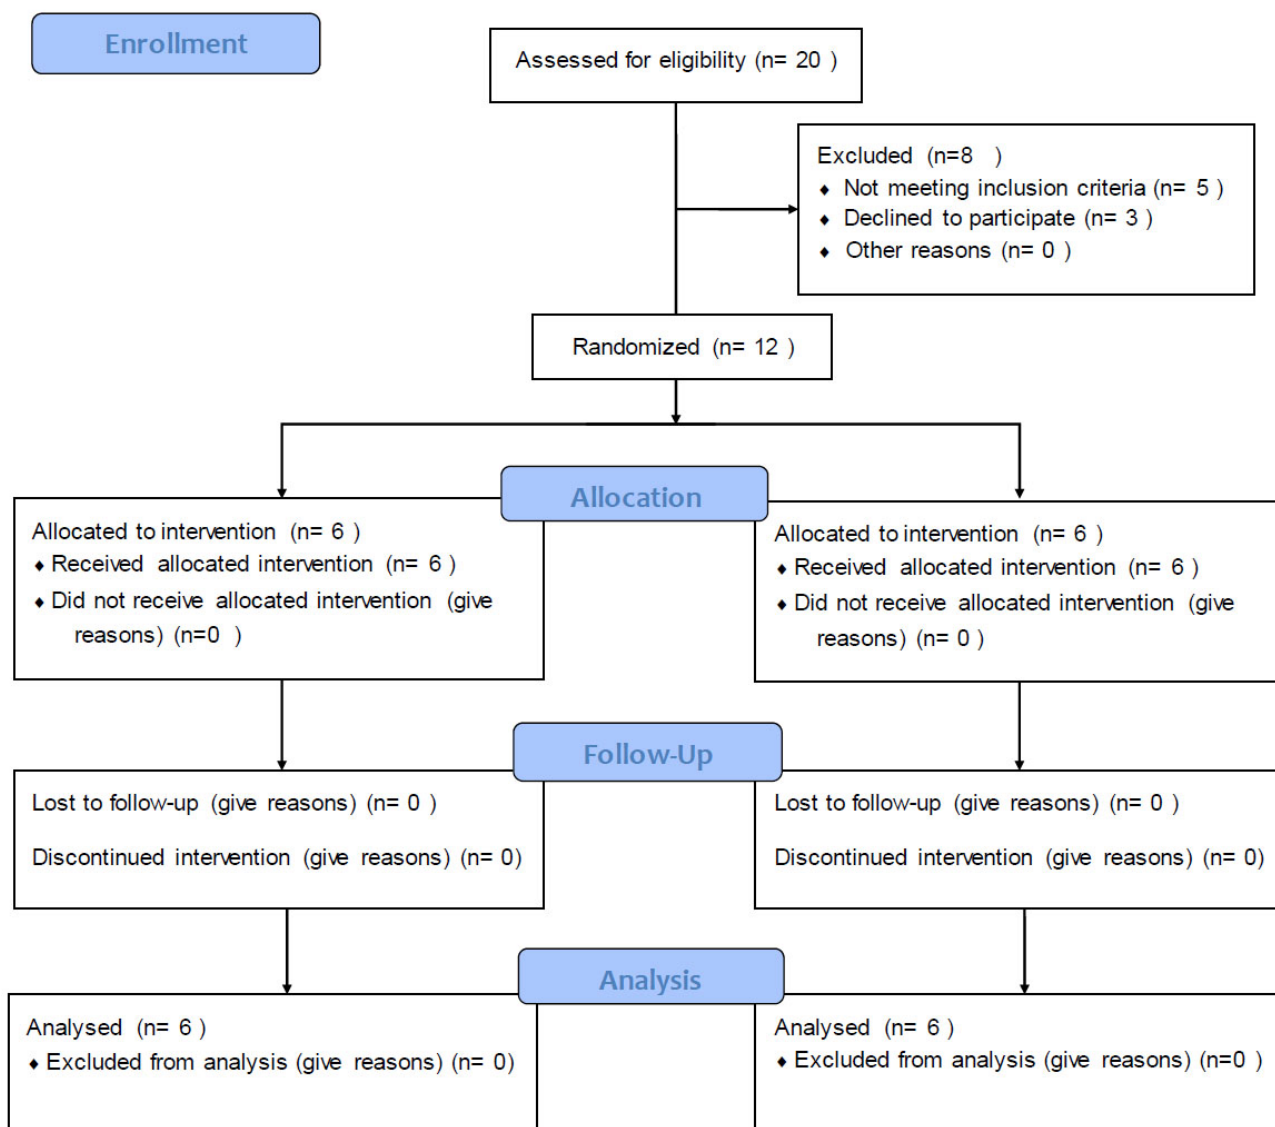 Enrollment
Assessed for eligibility (n= 20 )
Excluded (n=8 )
♦ Not meeting inclusion criteria (n= 5 )
♦ Declined to participate (n= 3 )
♦ Other reasons (n= 0 )
Randomized (n= 12 )
Allocation
Allocated to intervention (n= 6 )
♦ Received allocated intervention (n= 6 )
♦ Did not receive allocated intervention (give
reasons) (n=0 )
Allocated to intervention (n= 6 )
♦ Received allocated intervention (n= 6 )
♦ Did not receive allocated intervention (give
reasons) (n= 0 )
Follow-Up
Lost to follow-up (give reasons) (n= 0 )
Discontinued intervention (give reasons) (n= 0)
Lost to follow-up (give reasons) (n= 0 )
Discontinued intervention (give reasons) (n= 0)
Analysis
Analysed (n= 6 )
♦ Excluded from analysis (give reasons) (n= 0)
Analysed (n= 6 )
♦ Excluded from analysis (give reasons) (n=0 )